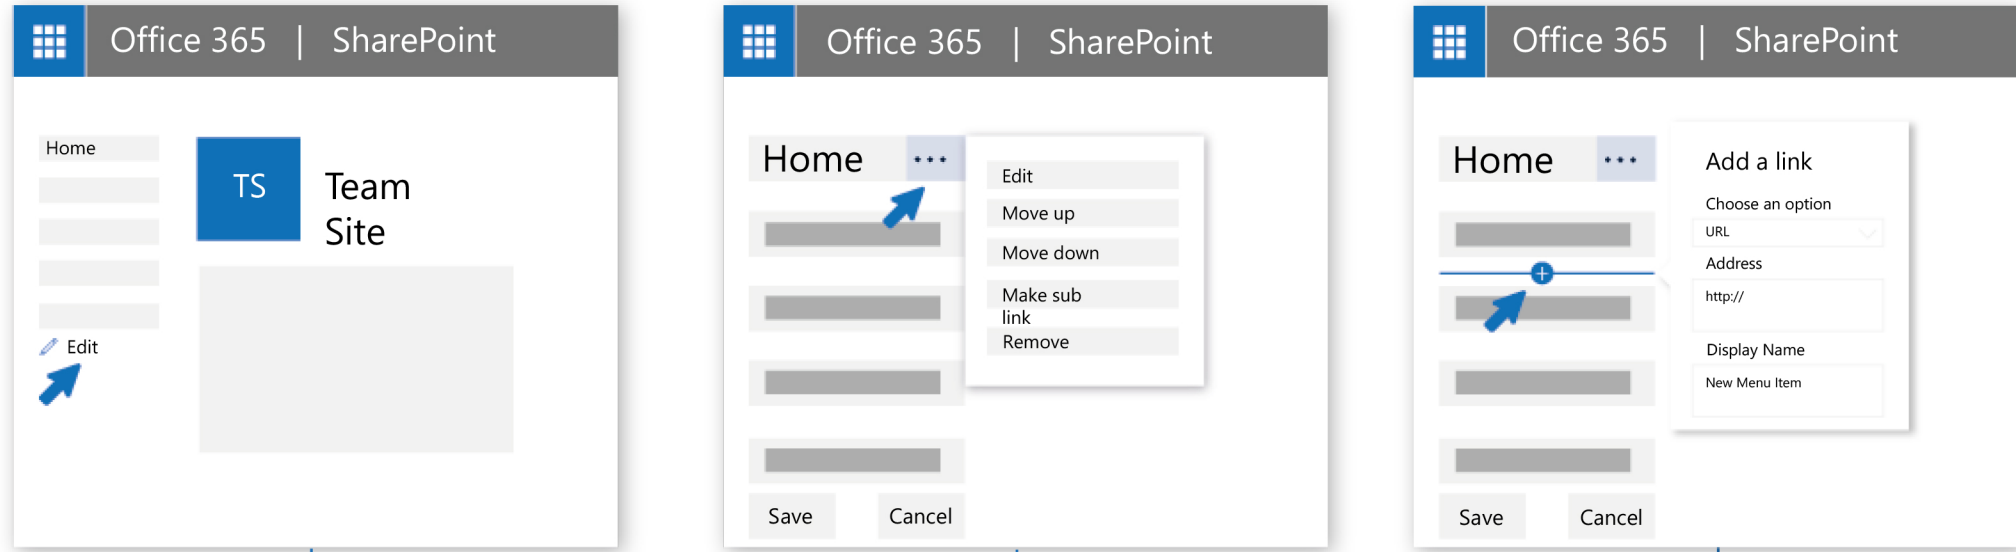 Office 365 | SharePoint
Home
TS
Team
Site
Edit
Office 365 | SharePoint
Home ...
Edit
Move up
Move down
Make sub
link
Remove
Save Cancel
Office 365 | SharePoint
Home ...
Add a link
Choose an option
URL
Address
http://
Display Name
New Menu Item
Save Cancel